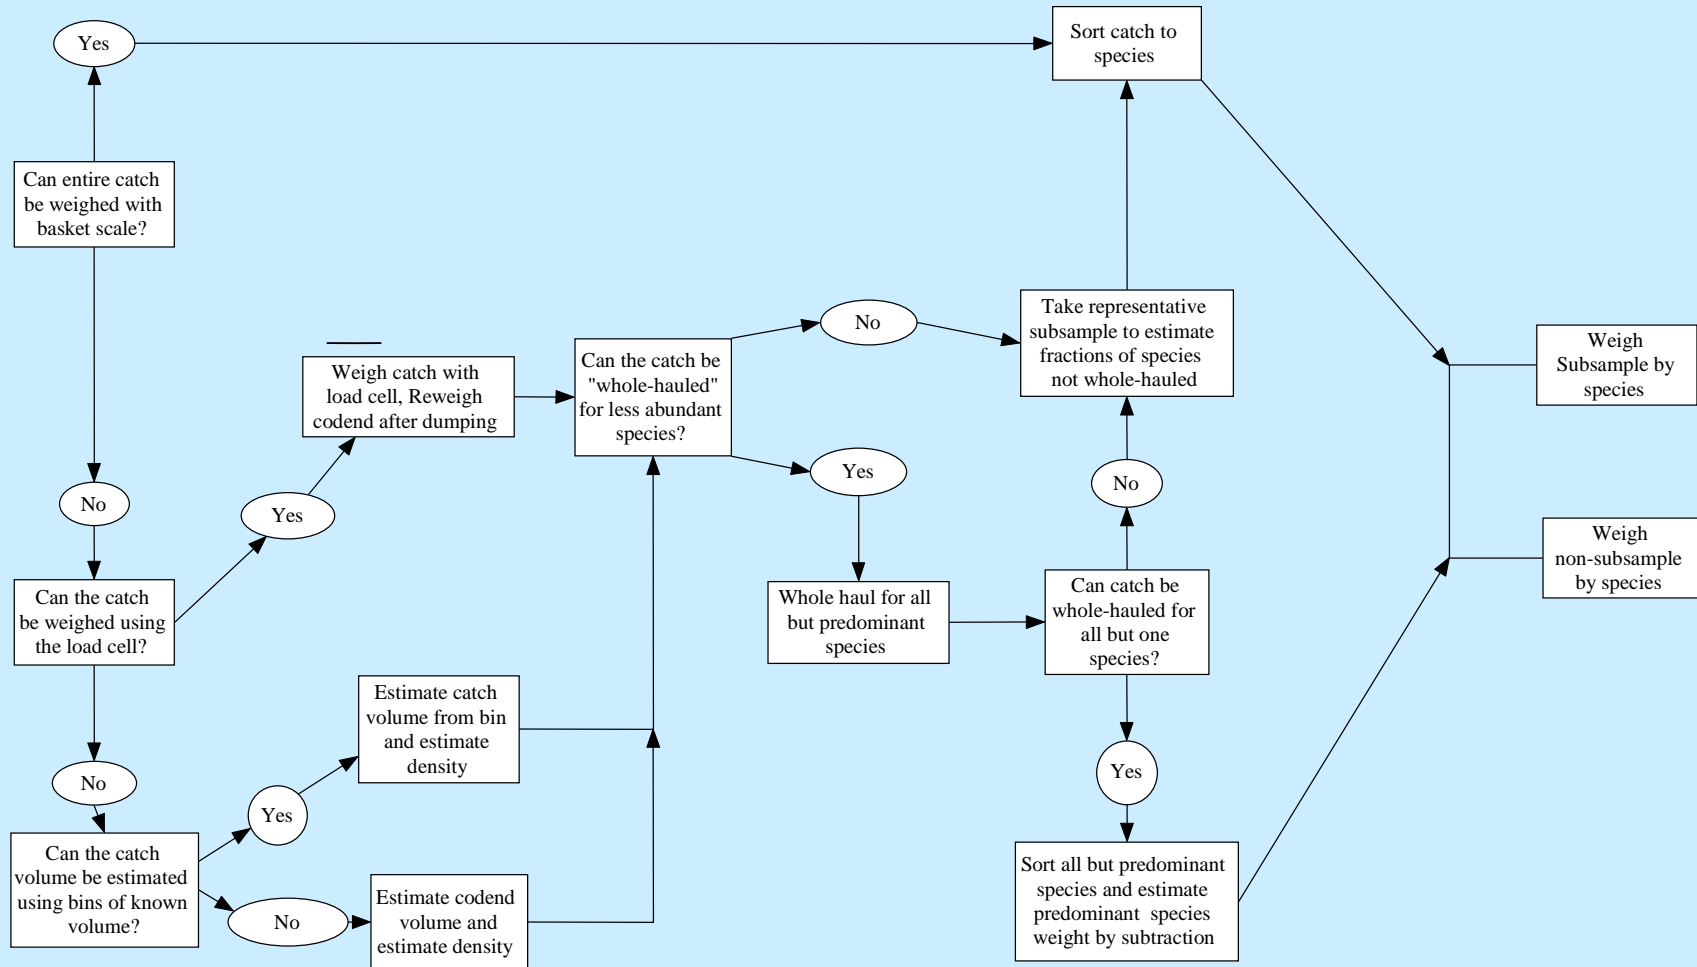 Yes
Sort catch to
species
Can entire catch
be weighed with
basket scale?
No
Take representative
subsample to estimate
fractions of species
not whole-hauled
Weigh
Subsample by
species
Can the catch be
"whole-hauled"
for less abundant
species?
Weigh catch with
load cell, Reweigh
codend after dumping
Yes
No
No
Yes
Weigh
non-subsample
by species
Can the catch
be weighed using
the load cell?
Whole haul for all
but predominant
species
Can catch be
whole-hauled for
all but one
species?
Estimate catch
volume from bin
and estimate
density
No
Yes
Yes
Can the catch
volume be estimated
using bins of known
volume?
No
Estimate codend
volume and
estimate density
Sort all but predominant
species and estimate
predominant species
weight by subtraction